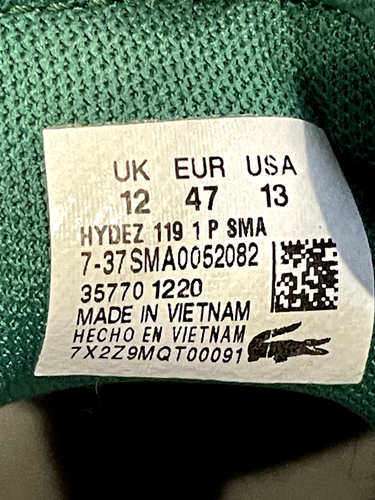 UK EUR USA
12 47 13
HYDEZ 119 1 P SMA
7-37SMA0052082
35770 1220
MADE IN VIETNAM
HECHO EN VIETNAM
7X2Z9MQT00091